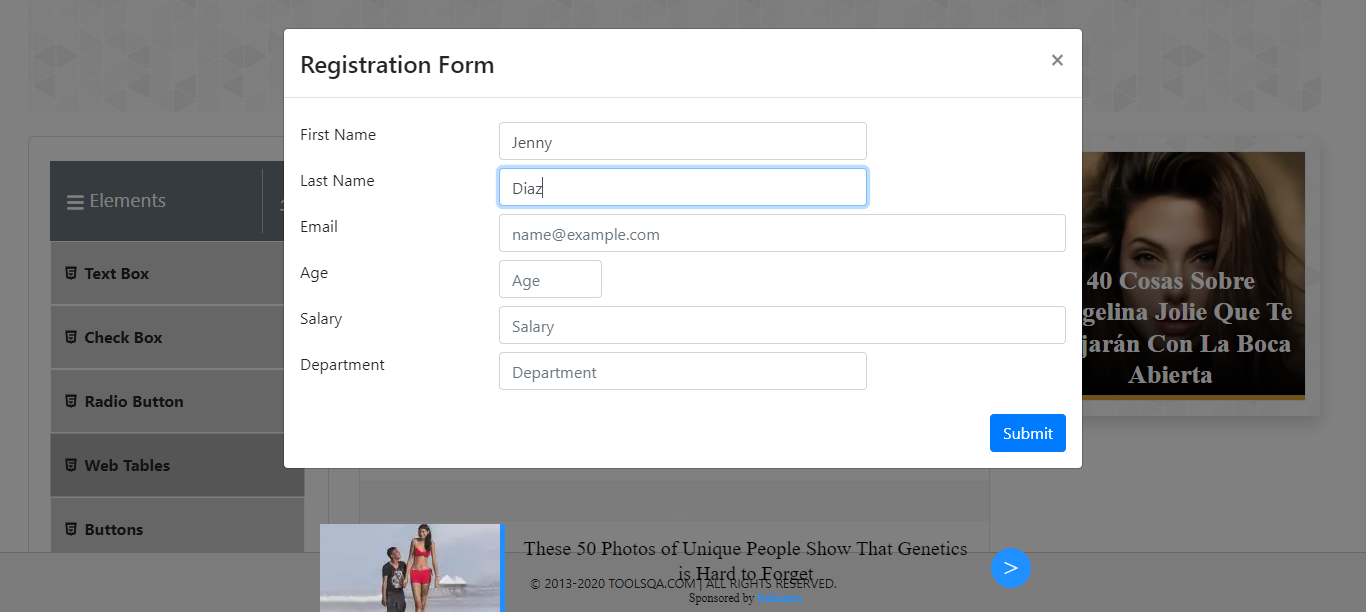 Registration Form
×
First Name
Jenny
Last Name
Diaz
Email
name@example.com
Age
Age
Salary
Salary
Department
Department
Submit
Elements
Text Box
Check Box
Radio Button
Web Tables
Buttons
40 Cosas Sobre
gelina Jolie Que Te
jarán Con La Boca
Abierta
These 50 Photos of Unique People Show That Genetics
is Hard to Forget
>
© 2013-2020 TOOLSQA.COM | ALL RIGHTS RESERVED.
Sponsored by